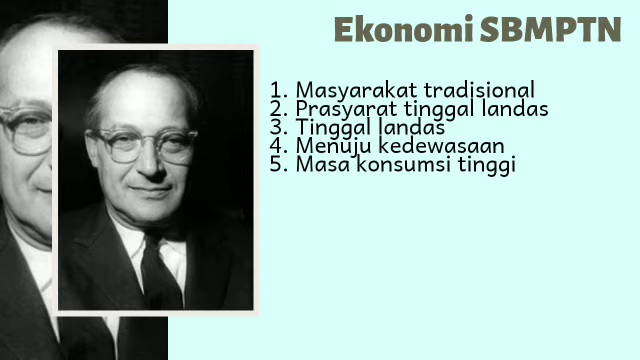 Ekonomi SBMPTN
1. Masyarakat tradisional
2. Prasyarat tinggal landas
3. Tinggal landas
4. Menuju kedewasaan
5. Masa konsumsi tinggi